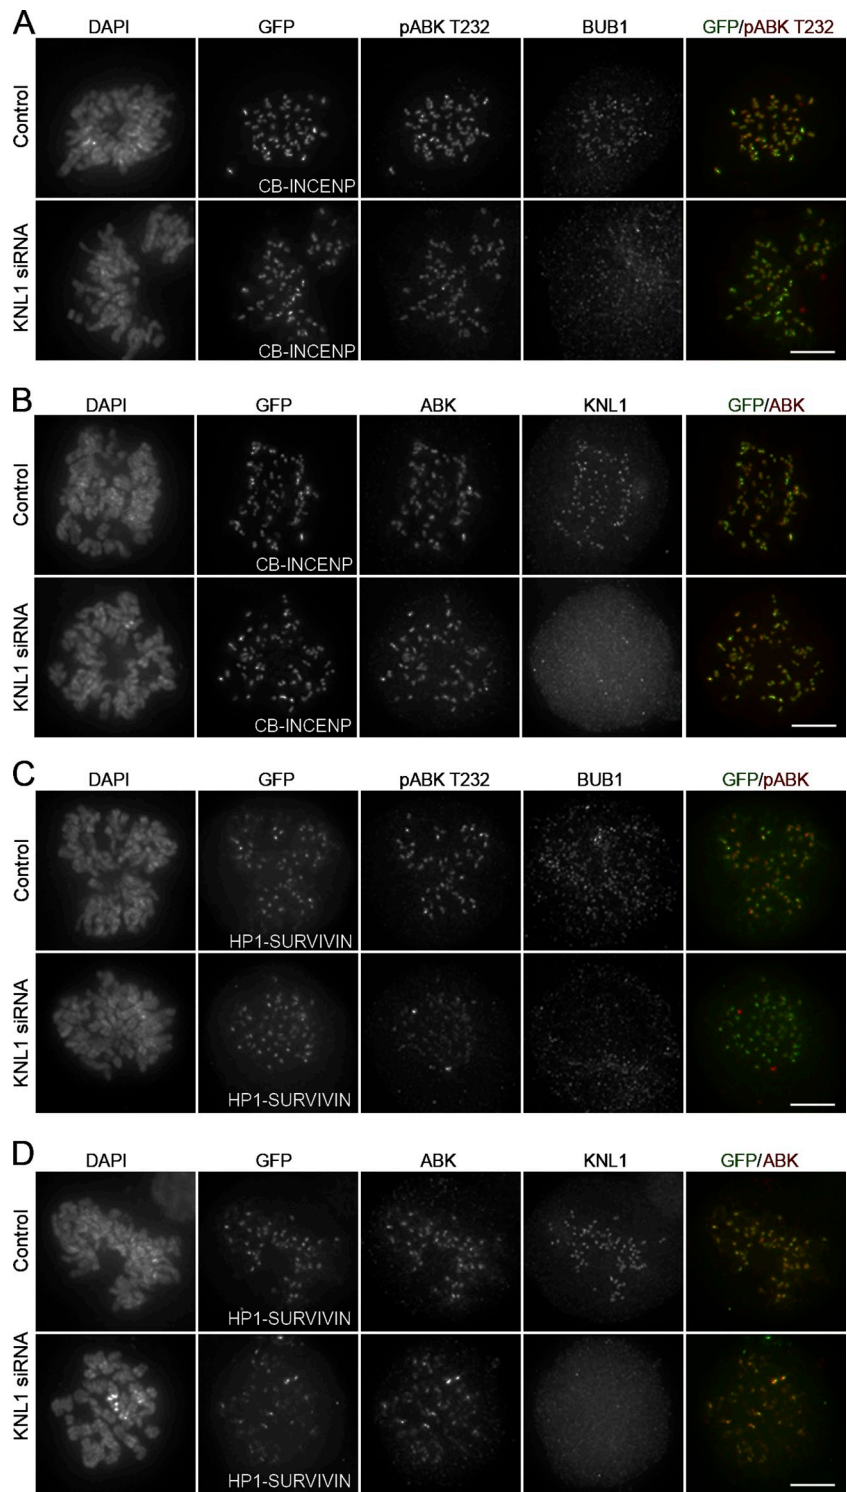 A
DAPI GFP pABK T232 BUB1 GFP/pABK T232
Control
CB-INCENP
KNL1 siRNA
CB-INCENP
B
DAPI GFP ABK KNL1 GFP/ABK
Control
CB-INCENP
KNL1 siRNA
CB-INCENP
C
DAPI GFP pABK T232 BUB1 GFP/pABK
Control
HP1-SURVIVIN
KNL1 siRNA
HP1-SURVIVIN
D
DAPI GFP ABK KNL1 GFP/ABK
Control
HP1-SURVIVIN
KNL1 siRNA
HP1-SURVIVIN